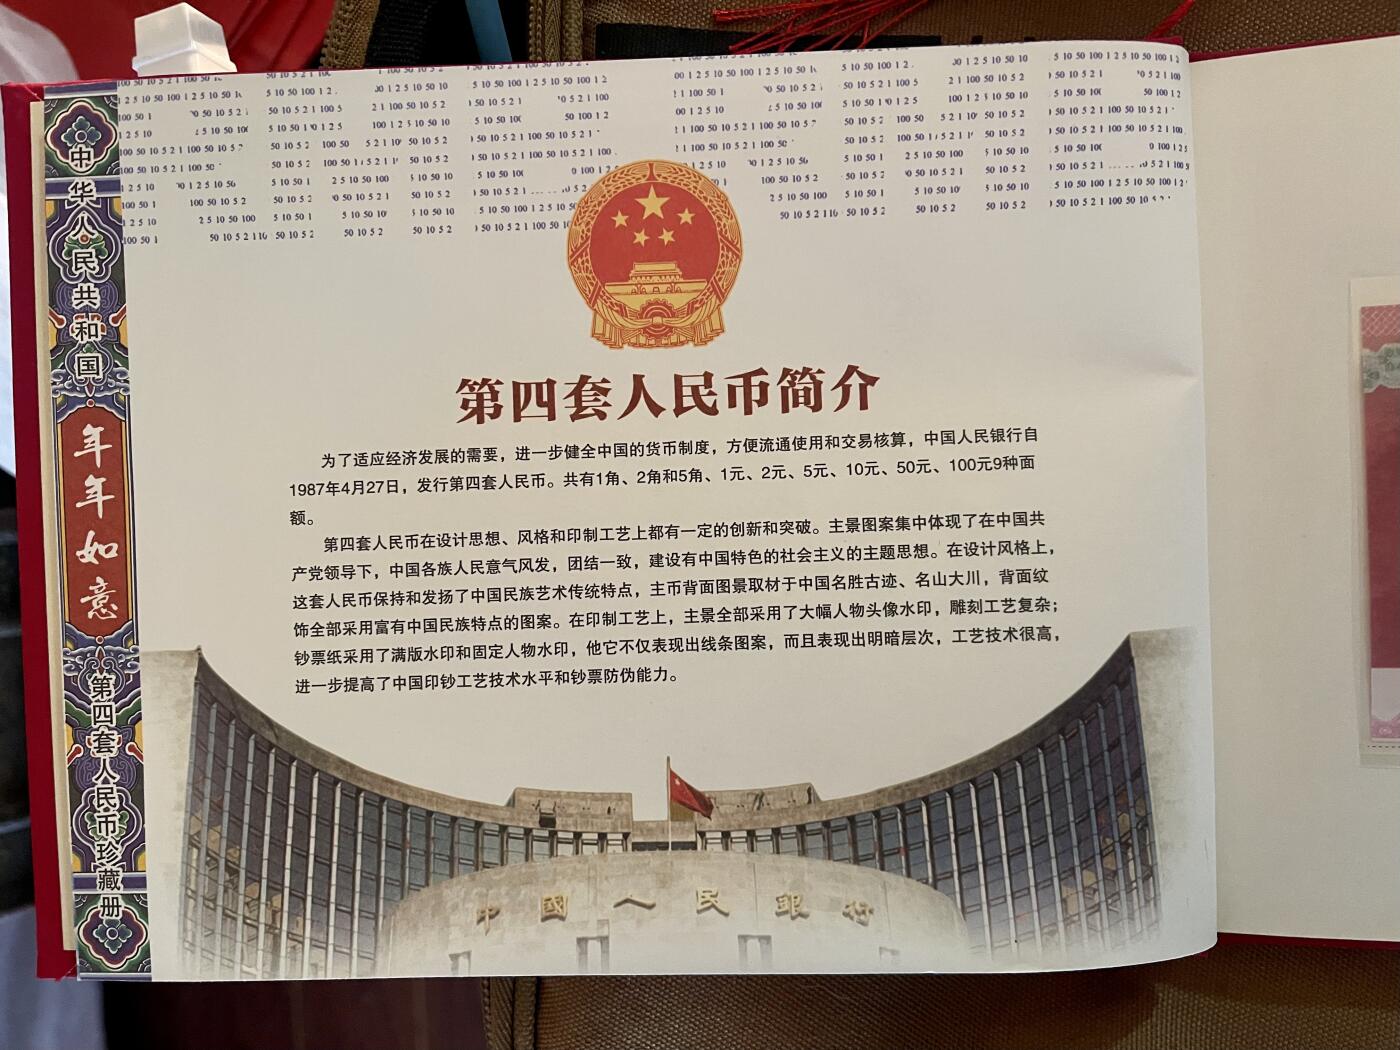 中华人民共和国
年年如意
第四套人民币珍藏册
第四套人民币简介
为了适应经济发展的需要，进一步健全中国的货币制度，方便流通使用和交易核算，中国人民银行自
1987年4月27日，发行第四套人民币。共有1角、2角和5角、1元、2元、5元、10元、50元、100元9种面
额。
第四套人民币在设计思想、风格和印制工艺上都有一定的创新和突破。主景图案集中体现了在中国共
产党领导下，中国各族人民意气风发，团结一致，建设有中国特色的社会主义的主题思想。在设计风格上，
这套人民币保持和发扬了中国民族艺术传统特点，主币背面图景取材于中国名胜古迹、名山大川，背面纹
饰全部采用富有中国民族特点的图案。在印制工艺上，主景全部采用了大幅人物头像水印，雕刻工艺复杂；
钞票纸采用了满版水印和固定人物水印，他它不仅表现出线条图案，而且表现出明暗层次，工艺技术很高，
进一步提高了中国印钞工艺技术水平和钞票防伪能力。
中國人民銀行